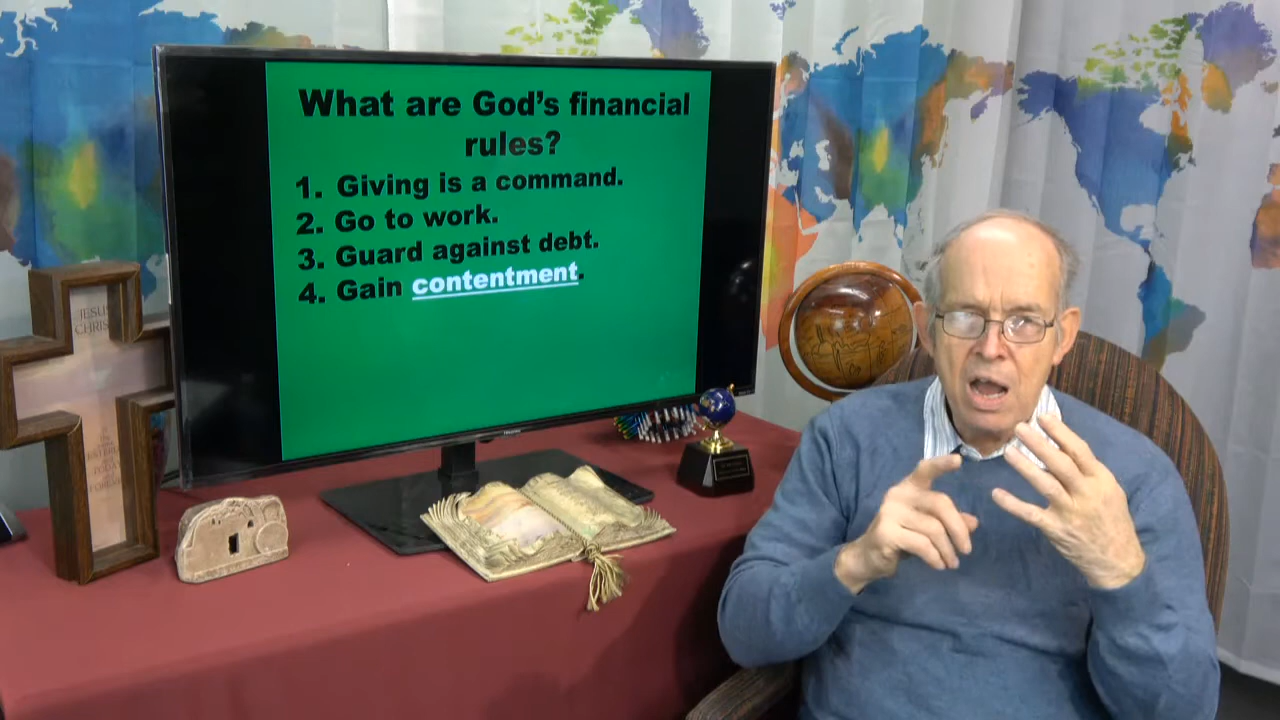 What are God's financial
rules?
1. Giving is a command.
2. Go to work.
3. Guard against debt.
4. Gain contentment.
JESUS
CHRIST